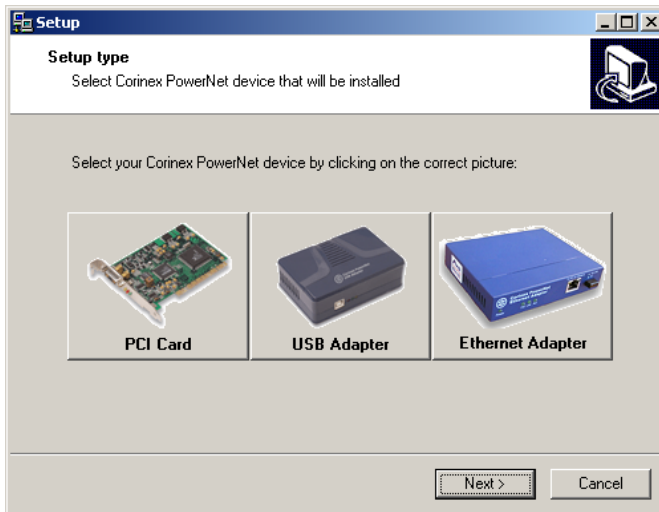 Setup
Setup type
Select Corinex PowerNet device that will be installed
Select your Corinex PowerNet device by clicking on the correct picture:
PCI Card
USB Adapter
Ethernet Adapter
Next >
Cancel